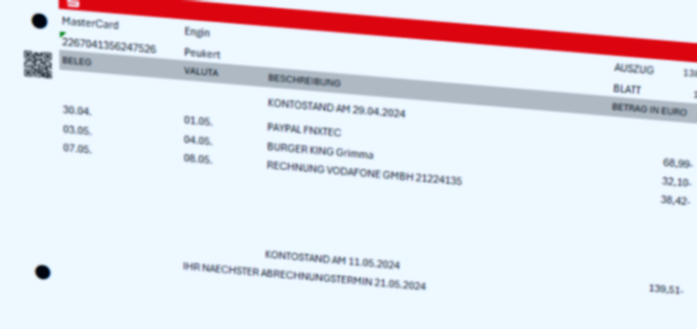 MasterCard Engin
2267041356247526 Peukert
AUSZUG 13
BLATT 1
BELEG VALUTA BESCHREIBUNG BETRAG IN EURO
KONTOSTAND AM 29.04.2024
30.04. 01.05. PAYPAL FNXTEC 68,99-
03.05. 04.05. BURGER KING Grimma 32,10-
07.05. 08.05. RECHNUNG VODAFONE GMBH 21224135 38,42-
KONTOSTAND AM 11.05.2024 139,51-
IHR NAECHSTER ABRECHNUNGSTERMIN 21.05.2024